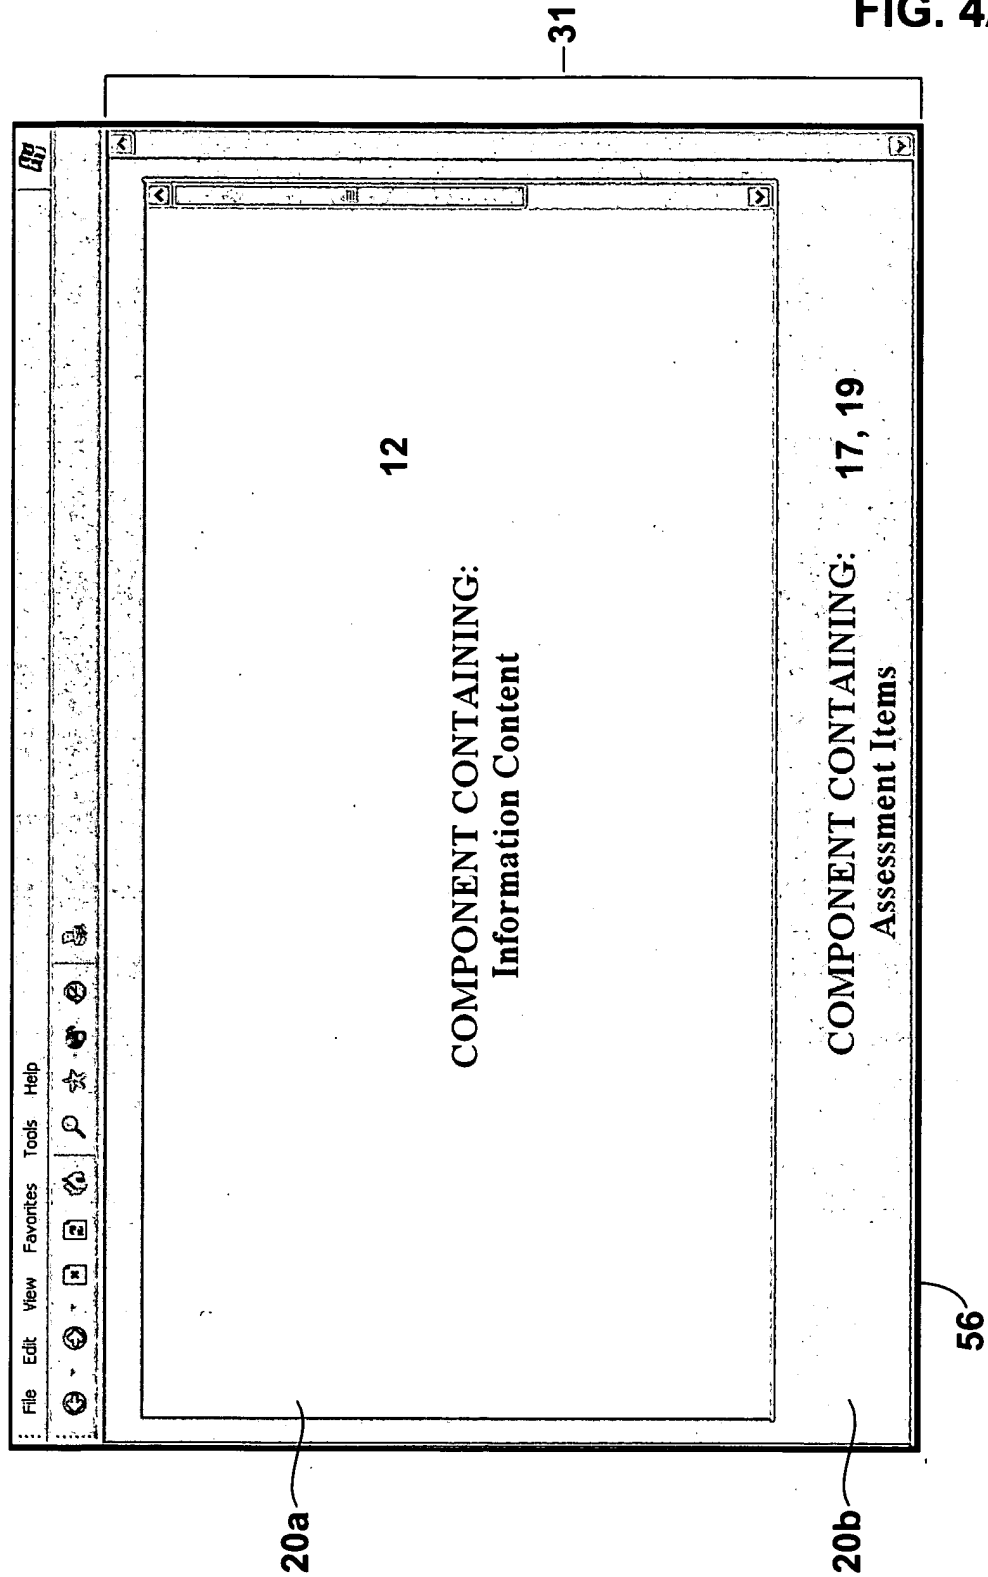 File Edit View Favorites Tools Help
20a
12
COMPONENT CONTAINING:
Information Content
31
20b
COMPONENT CONTAINING: 17, 19
Assessment Items
56
FIG. 4